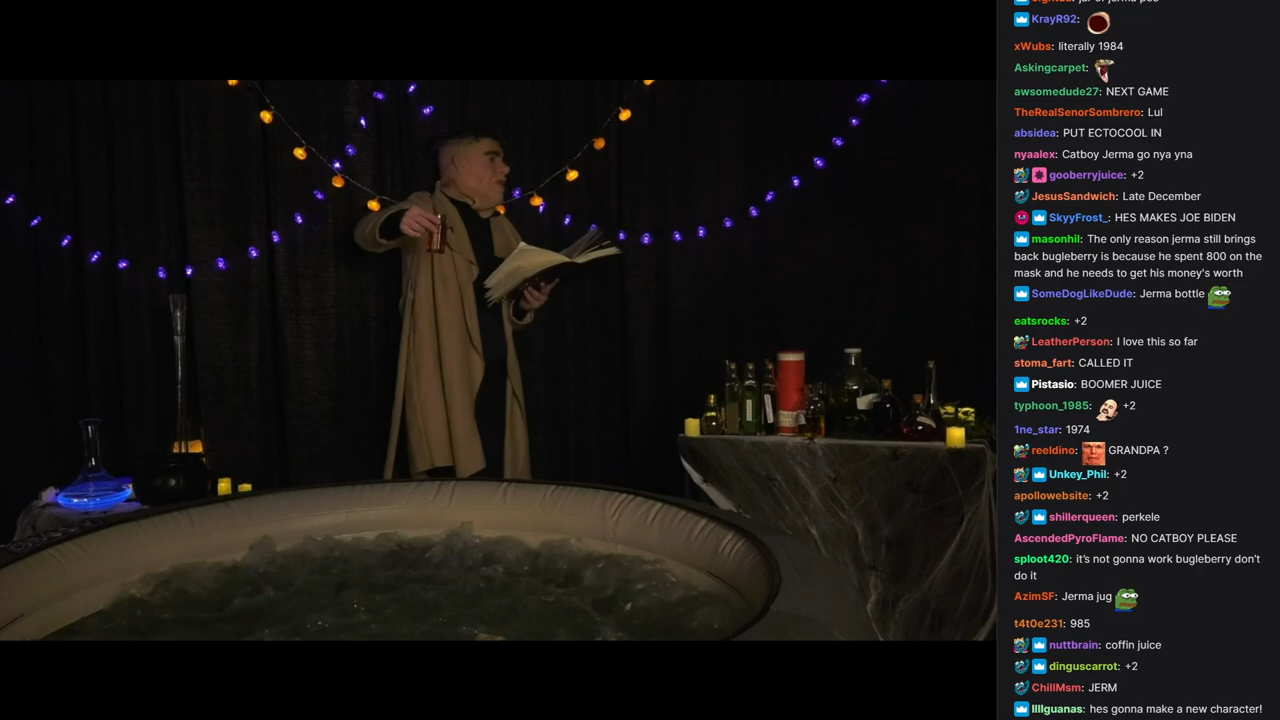 KrayR92:
xWubs: literally 1984
Askingcarpet:
awsomedude27: NEXT GAME
TheRealSenorSombrero: Lul
absidea: PUT ECTOCOOL IN
nyaalex: Catboy Jerma go nya yna
gooberryjuice: +2
JesusSandwich: Late December
SkyyFrost_: HES MAKES JOE BIDEN
masonhil: The only reason jerma still brings
back bugleberry is because he spent 800 on the
mask and he needs to get his money's worth
SomeDogLikeDude: Jerma bottle
eatsrocks: +2
LeatherPerson: I love this so far
stoma_fart: CALLED IT
Pistasio: BOOMER JUICE
typhoon_1985: +2
1ne_star: 1974
reeldino: GRANDPA ?
Unkey_Phil: +2
apollowebsite: +2
shillerqueen: perkele
AscendedPyroFlame: NO CATBOY PLEASE
sploot420: it’s not gonna work bugleberry don’t
do it
AzimSF: Jerma jug
t4t0e231: 985
nuttbrain: coffin juice
dinguscarrot: +2
ChillMsm: JERM
IlIlguanas: hes gonna make a new character!